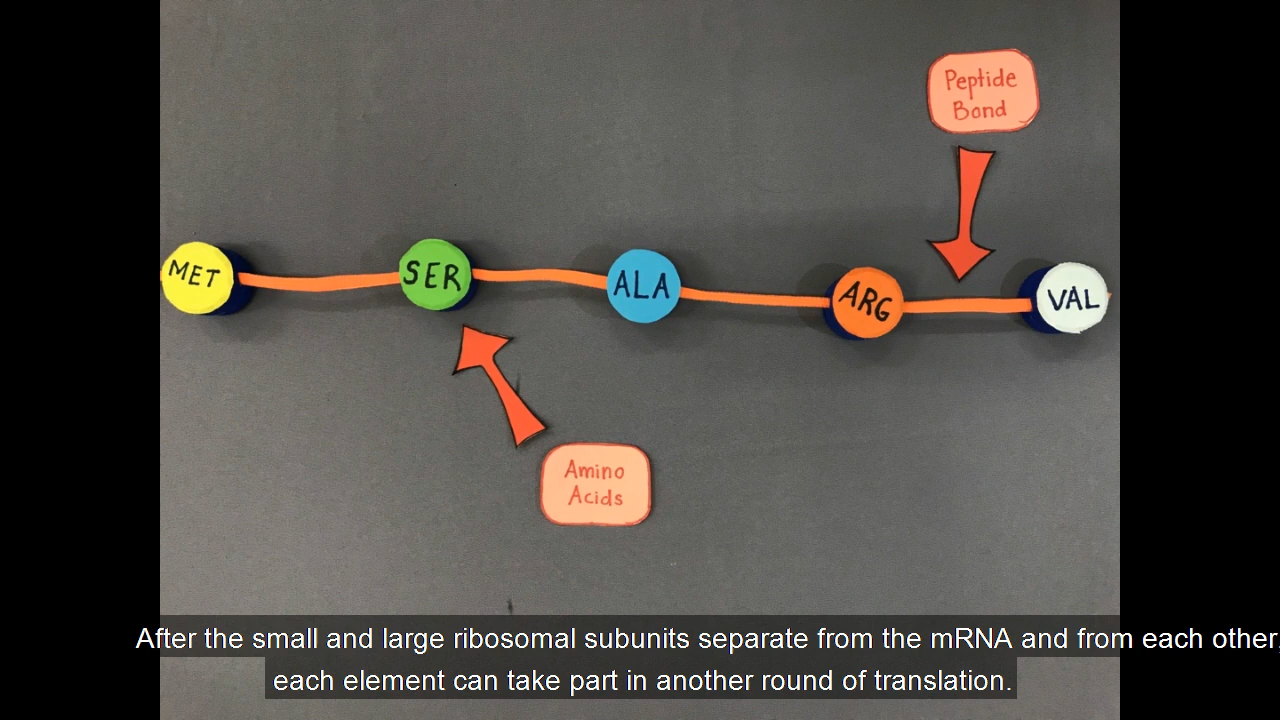 Peptide
Bond
MET
SER
ALA
ARG
VAL
Amino
Acids
After the small and large ribosomal subunits separate from the mRNA and from each other,
each element can take part in another round of translation.